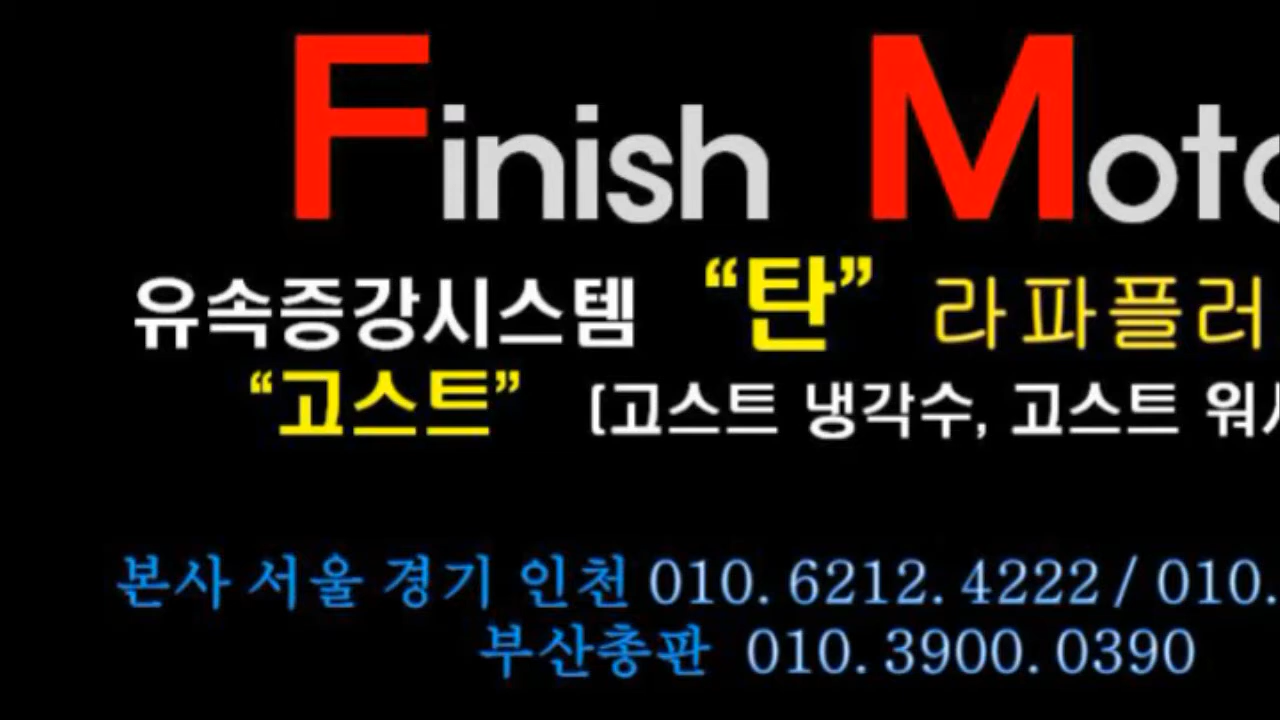 Finish Moto
유속증강시스템 “탄” 라파플러
“고스트” (고스트 냉각수, 고스트 워
본사 서울 경기 인천 010. 6212. 4222 / 010.
부산총판 010. 3900. 0390